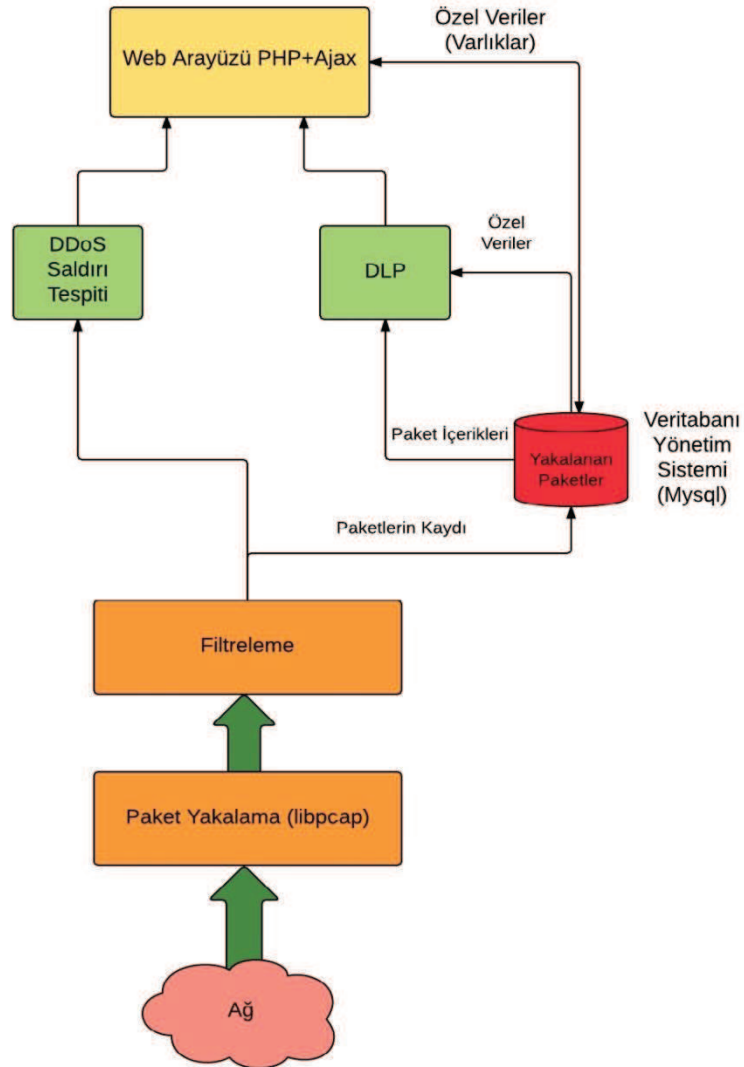 Özel Veriler
(Varlıklar)
Web Arayüzü PHP+Ajax
DDoS
Saldırı
Tespiti
DLP
Özel
Veriler
Paket İçerikleri
Yakalanan
Paketler
Veritabanı
Yönetim
Sistemi
(Mysql)
Paketlerin Kaydı
Filtreleme
Paket Yakalama (libpcap)
Ağ